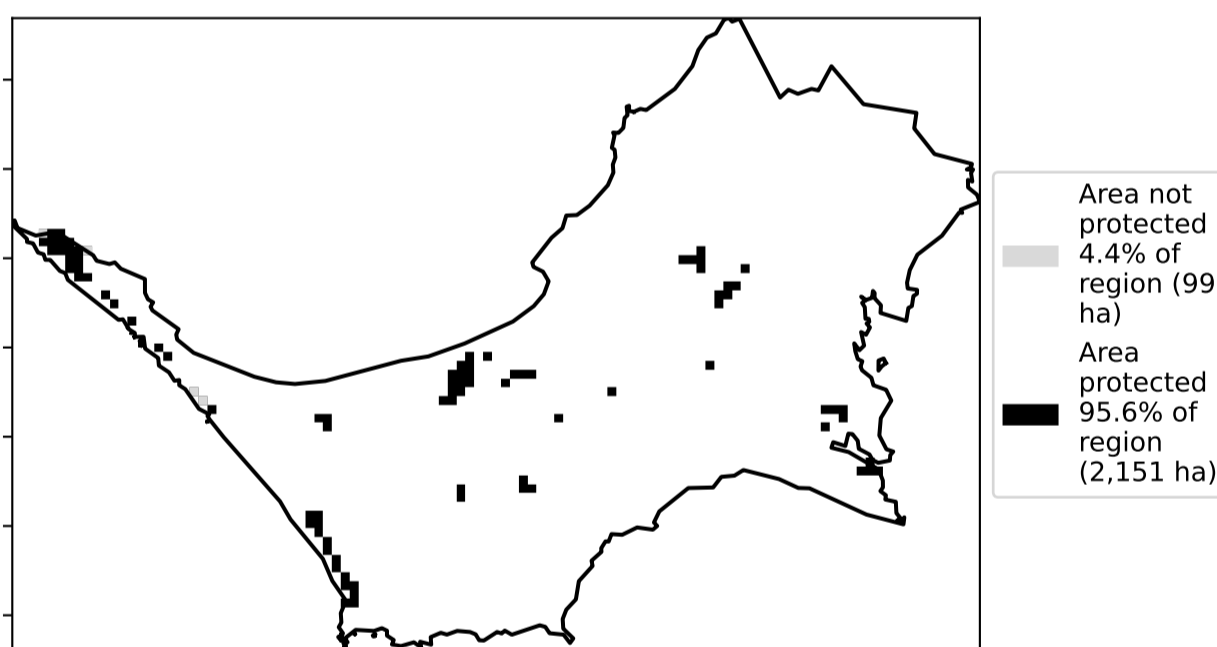 Area not
protected
4.4% of
region (99
ha)
Area
protected
95.6% of
region
(2,151 ha)